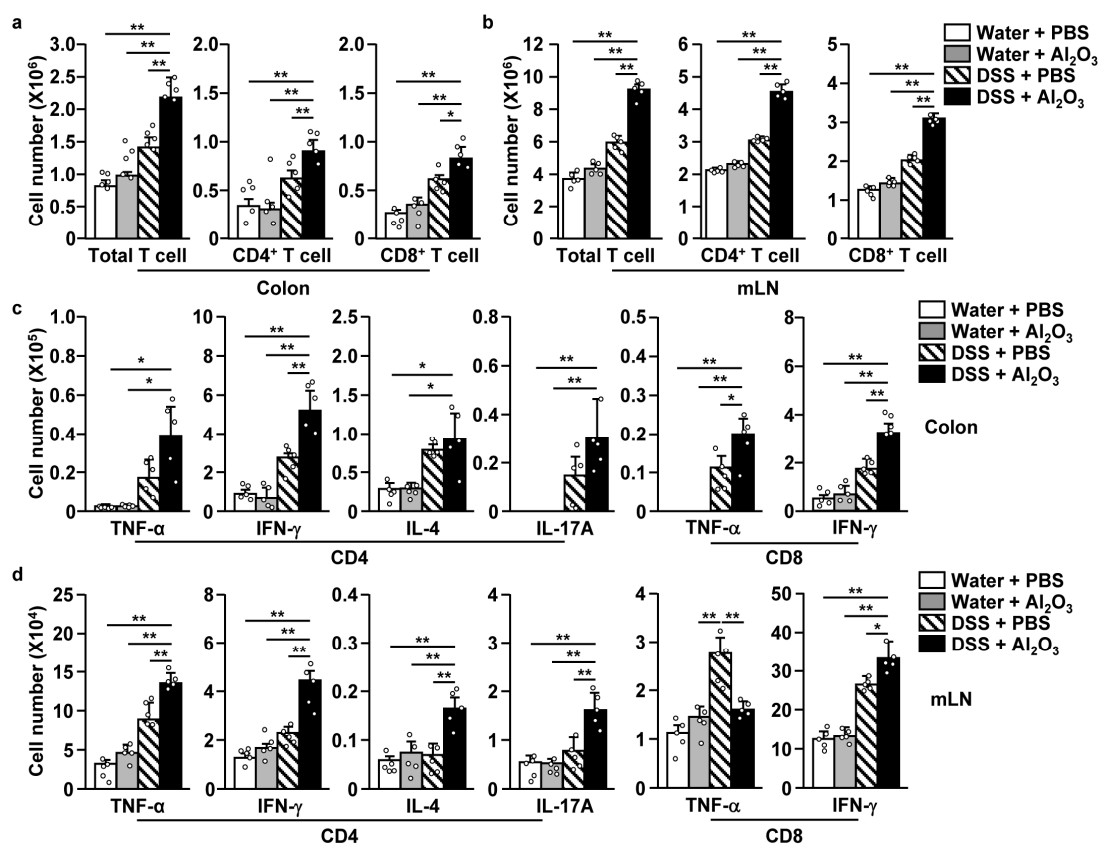 a
Cell number (X10⁶)
3.0
2.5
2.0
1.5
1.0
0.5
0
Total T cell
2.0
1.5
1.0
0.5
0
CD4⁺ T cell
2.0
1.5
1.0
0.5
0
CD8⁺ T cell
** ** **
** ** **
** ** *
Colon
b
Cell number (X10⁶)
12
10
8
6
4
2
0
Total T cell
6
5
4
3
2
1
0
CD4⁺ T cell
5
4
3
2
1
0
CD8⁺ T cell
** ** **
** ** **
** ** **
mLN
Water + PBS
Water + Al₂O₃
DSS + PBS
DSS + Al₂O₃
c
Cell number (X10⁵)
1.0
0.8
0.6
0.4
0.2
0
TNF-α
10
8
6
4
2
0
IFN-γ
2.5
2.0
1.5
1.0
0.5
0
IL-4
0.8
0.6
0.4
0.2
0
IL-17A
* *
** ** **
* *
** **
CD4
0.5
0.4
0.3
0.2
0.1
0
TNF-α
8
6
4
2
0
IFN-γ
** ** *
** ** **
CD8
Water + PBS
Water + Al₂O₃
DSS + PBS
DSS + Al₂O₃
Colon
d
Cell number (X10⁴)
25
20
15
10
5
0
TNF-α
8
6
4
2
0
IFN-γ
0.4
0.3
0.2
0.1
0
IL-4
0.4
0.3
0.2
0.1
0
IL-17A
** ** **
** ** **
** ** **
** ** **
CD4
4
3
2
1
0
TNF-α
50
40
30
20
10
0
IFN-γ
** **
** ** *
CD8
Water + PBS
Water + Al₂O₃
DSS + PBS
DSS + Al₂O₃
mLN